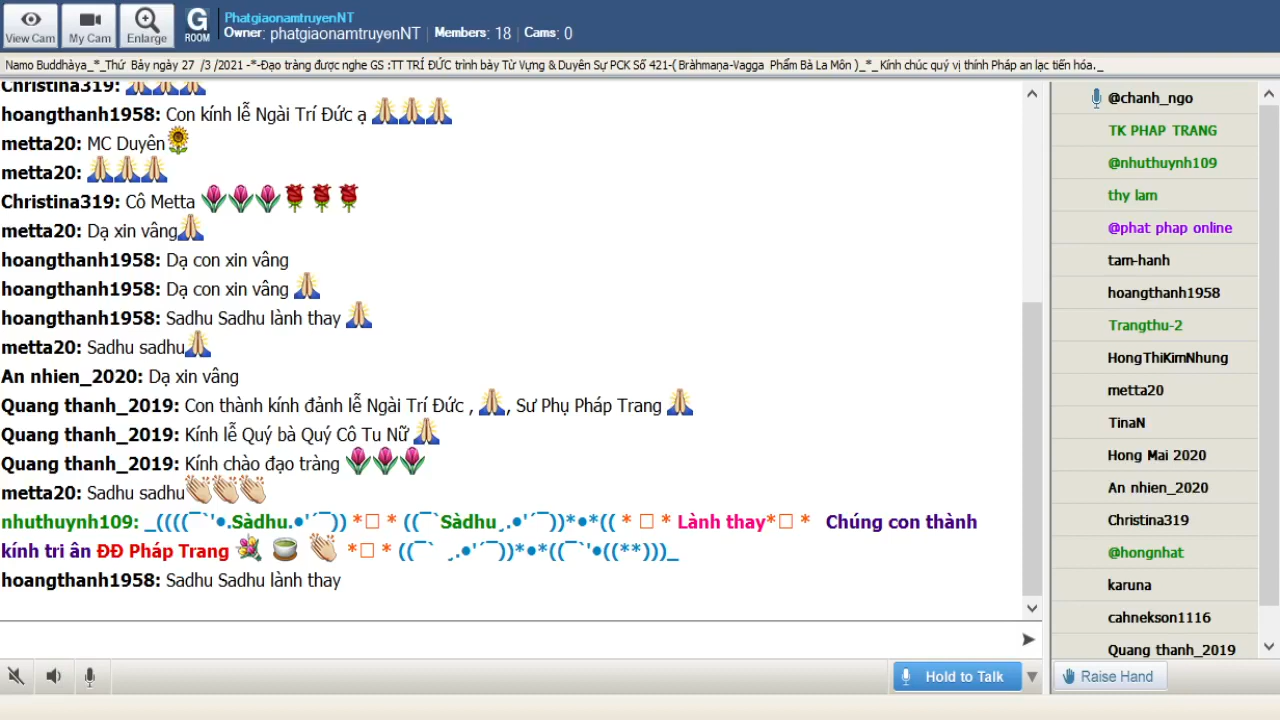 View Cam
My Cam
Enlarge
G
ROOM
PhatgiaonamtruyenNT
Owner: phatgiaonamtruyenNT | Members: 18 | Cams: 0
Namo Buddhàya_*_Thứ Bảy ngày 27 /3 /2021 -*-Đạo tràng được nghe GS :TT TRÍ ĐỨC trình bày Từ Vựng & Duyên Sự PCK Số 421-( Bràhmaṇa-Vagga Phẩm Bà La Môn )_*_ Kính chúc quý vị thính Pháp an lạc tiến hóa._
Christina319: 🙏🙏🙏
hoangthanh1958: Con kính lễ Ngài Trí Đức ạ 🙏🙏🙏
metta20: MC Duyên🌻
metta20: 🙏🙏🙏
Christina319: Cô Metta 🌷🌷🌷🌹🌹🌹
metta20: Dạ xin vâng🙏
hoangthanh1958: Dạ con xin vâng
hoangthanh1958: Dạ con xin vâng 🙏
hoangthanh1958: Sadhu Sadhu lành thay 🙏
metta20: Sadhu sadhu🙏
An nhien_2020: Dạ xin vâng
Quang thanh_2019: Con thành kính đảnh lễ Ngài Trí Đức , 🙏, Sư Phụ Pháp Trang 🙏
Quang thanh_2019: Kính lễ Quý bà Quý Cô Tu Nữ 🙏
Quang thanh_2019: Kính chào đạo tràng 🌷🌷🌷
metta20: Sadhu sadhu👏👏👏
nhuthuynh109: _((((¯`'•.Sàdhu.•'´¯)) *□ * ((¯`Sàdhu¸.•'´¯))*•*(( * □ * Lành thay*□ * Chúng con thành
kính tri ân ĐĐ Pháp Trang 💐 🍵 👏 *□ * ((¯` ¸.•'´¯))*•*((¯`'•((**)))_
hoangthanh1958: Sadhu Sadhu lành thay
@chanh_ngo
TK PHAP TRANG
@nhuthuynh109
thy lam
@phat phap online
tam-hanh
hoangthanh1958
Trangthu-2
HongThiKimNhung
metta20
TinaN
Hong Mai 2020
An nhien_2020
Christina319
@hongnhat
karuna
cahnekson1116
Quang thanh_2019
Hold to Talk
Raise Hand